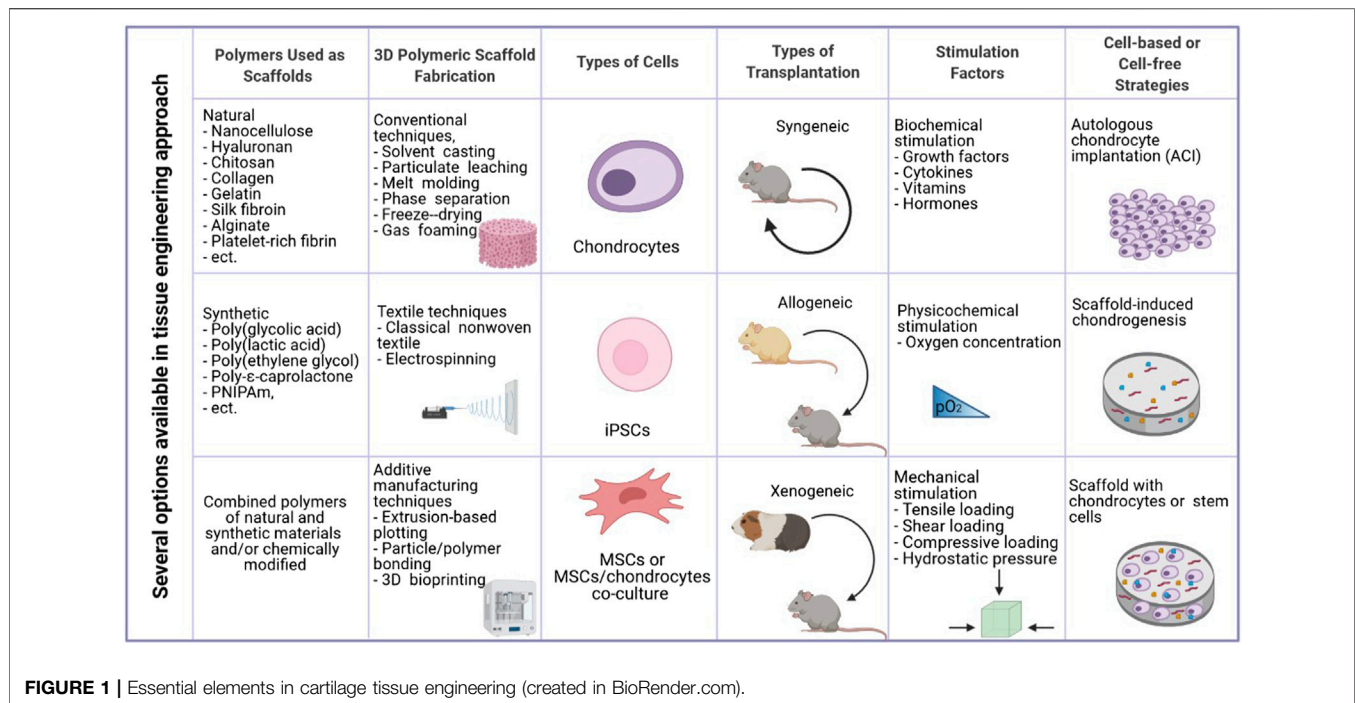 Several options available in tissue engineering approach
Polymers Used as
Scaffolds
3D Polymeric Scaffold
Fabrication
Types of Cells
Types of
Transplantation
Stimulation
Factors
Cell-based or
Cell-free
Strategies
Natural
- Nanocellulose
- Hyaluronan
- Chitosan
- Collagen
- Gelatin
- Silk fibroin
- Alginate
- Platelet-rich fibrin
- ect.
Conventional
techniques,
- Solvent casting
- Particulate leaching
- Melt molding
- Phase separation
- Freeze--drying
- Gas foaming
Chondrocytes
Syngeneic
Biochemical
stimulation
- Growth factors
- Cytokines
- Vitamins
- Hormones
Autologous
chondrocyte
implantation (ACI)
Synthetic
- Poly(glycolic acid)
- Poly(lactic acid)
- Poly(ethylene glycol)
- Poly-ε-caprolactone
- PNIPAm,
- ect.
Textile techniques
- Classical nonwoven
textile
- Electrospinning
iPSCs
Allogeneic
Physicochemical
stimulation
- Oxygen concentration
pO₂
Scaffold-induced
chondrogenesis
Combined polymers
of natural and
synthetic materials
and/or chemically
modified
Additive
manufacturing
techniques
- Extrusion-based
plotting
- Particle/polymer
bonding
- 3D bioprinting
MSCs or
MSCs/chondrocytes
co-culture
Xenogeneic
Mechanical
stimulation
- Tensile loading
- Shear loading
- Compressive loading
- Hydrostatic pressure
Scaffold with
chondrocytes or stem
cells
FIGURE 1 | Essential elements in cartilage tissue engineering (created in BioRender.com).